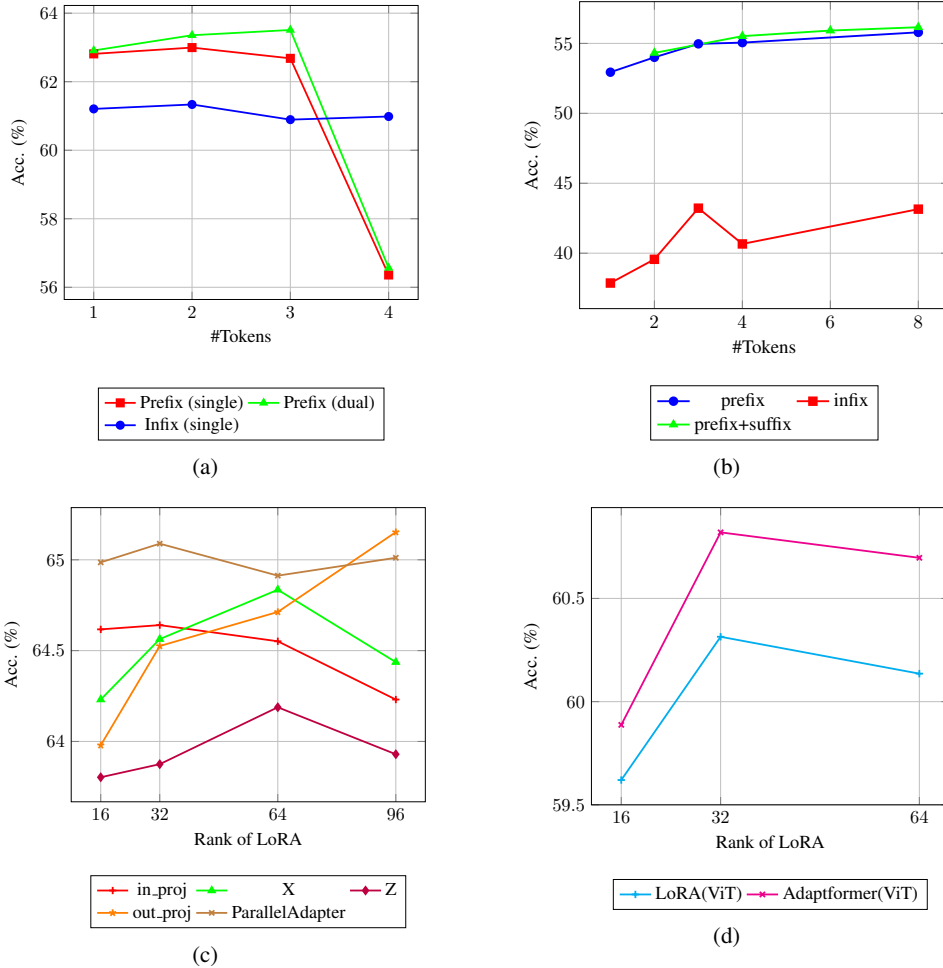 64
62
60
58
56
Acc. (%)
1 2 3 4
#Tokens
Prefix (single) Prefix (dual)
Infix (single)
(a)
55
50
45
40
Acc. (%)
2 4 6 8
#Tokens
prefix infix
prefix+suffix
(b)
65
64.5
64
Acc. (%)
16 32 64 96
Rank of LoRA
in_proj X Z
out_proj ParallelAdapter
(c)
60.5
60
59.5
Acc. (%)
16 32 64
Rank of LoRA
LoRA(ViT) Adaptformer(ViT)
(d)